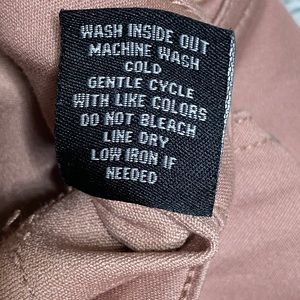 WASH INSIDE OUT
MACHINE WASH
COLD
GENTLE CYCLE
WITH LIKE COLORS
DO NOT BLEACH
LINE DRY
LOW IRON IF
NEEDED